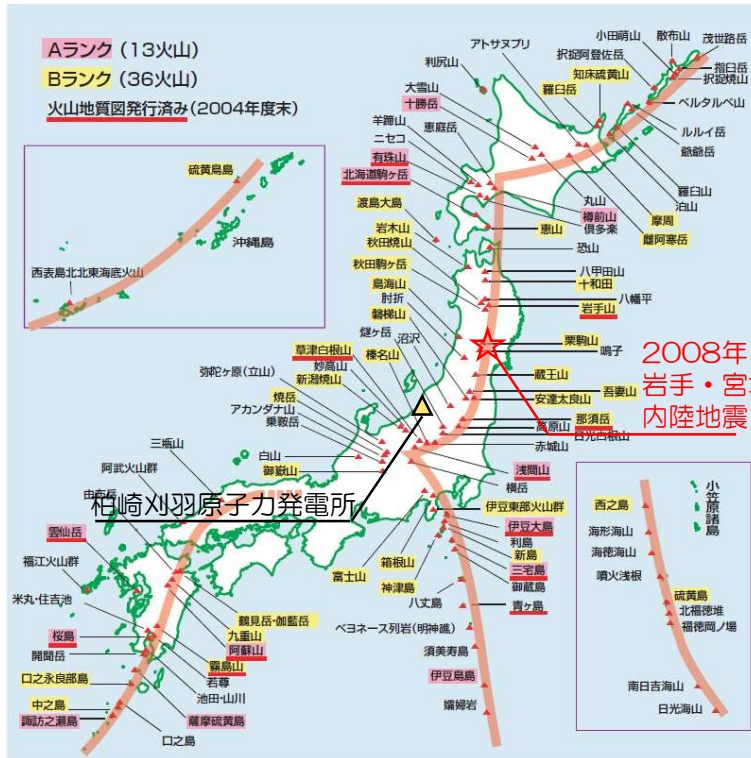 Aランク (13火山)
Bランク (36火山)
火山地質図発行済み(2004年度末)
硫黄鳥島
沖縄島
西表島北北東海底火山
アトサヌプリ
利尻山
大雪山
十勝岳
羊蹄山
恵庭岳
ニセコ
有珠山
北海道駒ヶ岳
渡島大島
岩木山
秋田焼山
秋田駒ヶ岳
鳥海山
肘折
磐梯山
燧ヶ岳
沼沢
草津白根山
榛名山
妙高山
新潟焼山
弥陀ヶ原(立山)
焼岳
アカンダナ山
乗鞍岳
白山
御嶽山
三瓶山
阿武火山群
由布岳
雲仙岳
福江火山群
米丸・住吉池
桜島
開聞岳
口之永良部島
中之島
諏訪之瀬島
口之島
小田萌山
散布山
茂世路岳
択捉阿登佐岳
指臼岳
択捉焼山
知床硫黄山
羅臼岳
ベルタルベ山
ルルイ岳
爺爺岳
羅臼山
泊山
摩周
雌阿寒岳
丸山
樽前山
倶多楽
恵山
恐山
八甲田山
十和田
八幡平
岩手山
栗駒山
鳴子
蔵王山
吾妻山
安達太良山
那須岳
高原山
日光白根山
赤城山
浅間山
横岳
2008年
岩手・宮
内陸地震
柏崎刈羽原子力発電所
伊豆東部火山群
伊豆大島
利島
新島
三宅島
御蔵島
青ヶ島
箱根山
富士山
神津島
八丈島
ベヨネース列岩(明神礁)
須美寿島
伊豆鳥島
孀婦岩
鶴見岳・伽藍岳
九重山
阿蘇山
霧島山
若尊
池田・山川
薩摩硫黄島
小笠原諸島
西之島
海形海山
海徳海山
噴火浅根
硫黄島
北福徳堆
福徳岡ノ場
南日吉海山
日光海山